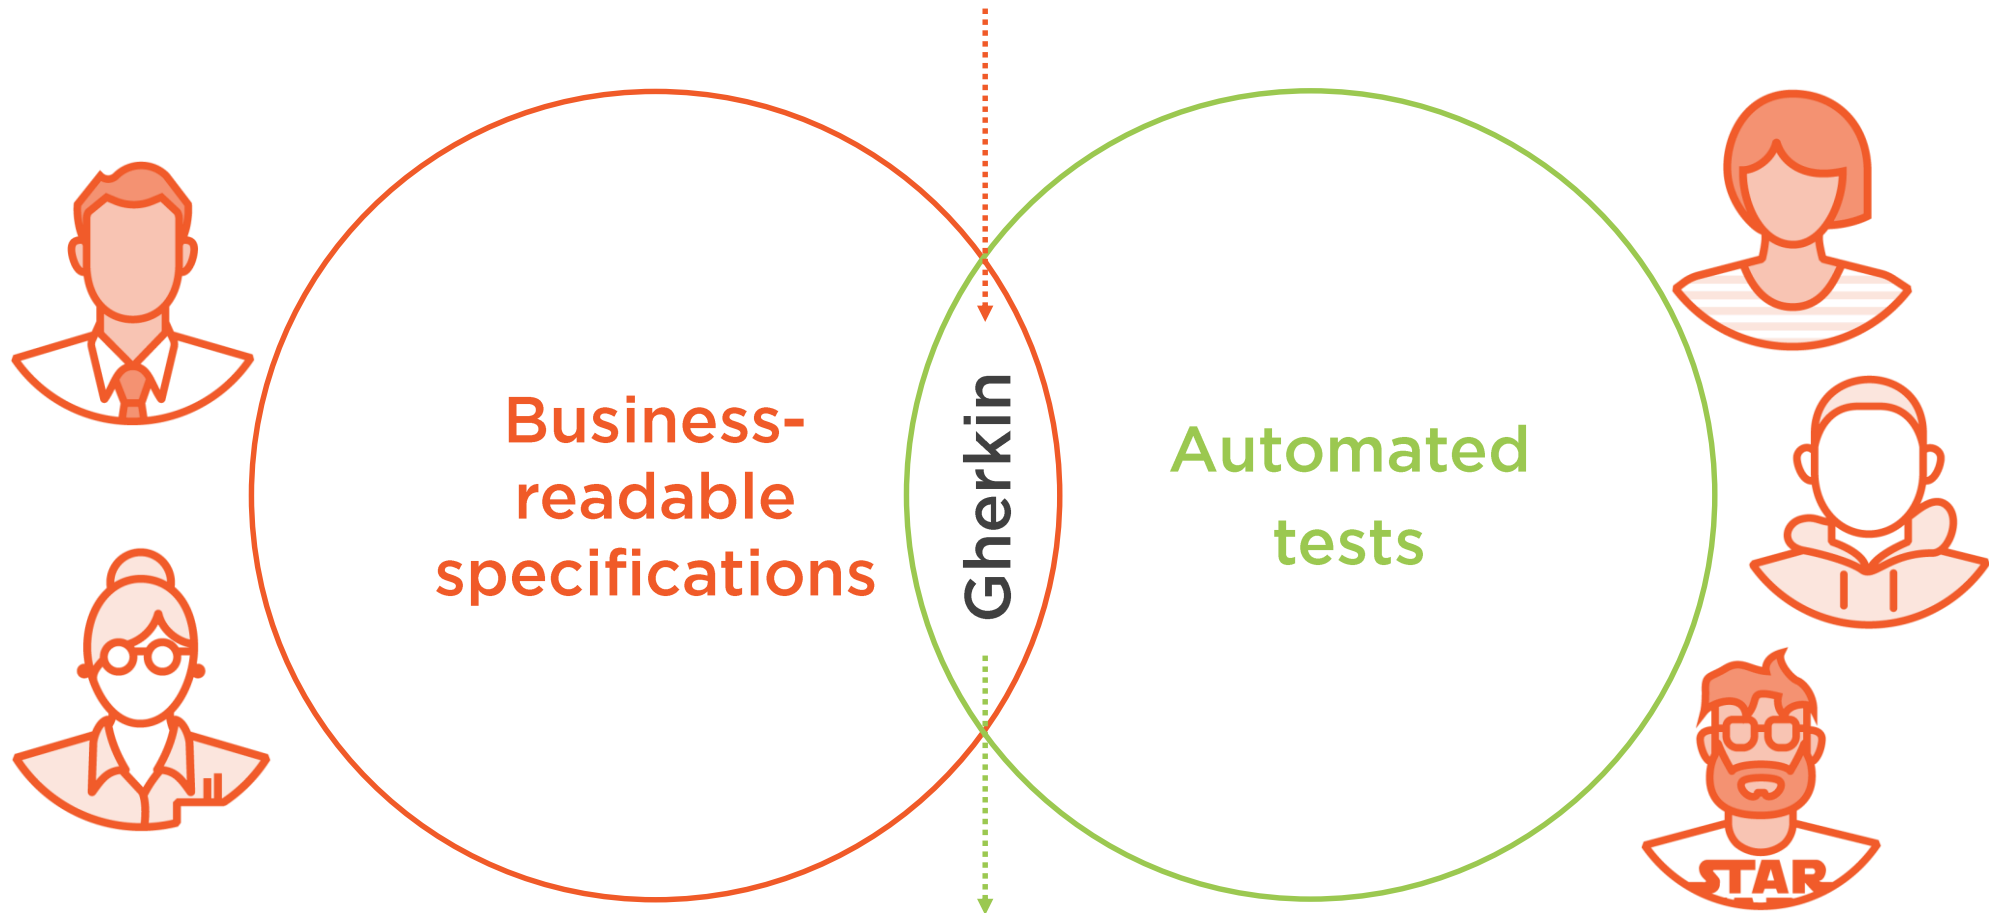 Business-
readable
specifications
Gherkin
Automated
tests
STAR